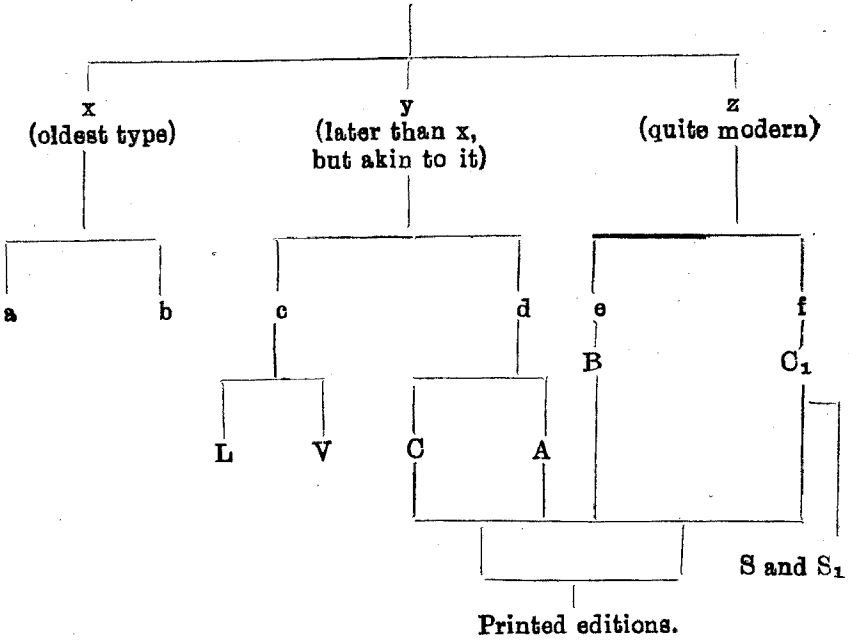 x
(oldest type)
y
(later than x,
but akin to it)
z
(quite modern)
a
b
c
d
e
f
B
C₁
L
V
C
A
S and S₁
Printed editions.